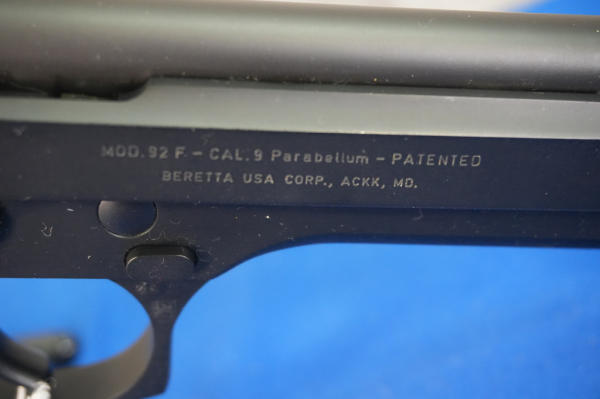 MOD. 92 F. - CAL. 9 Parabellum - PATENTED
BERETTA USA CORP., ACKK, MD.